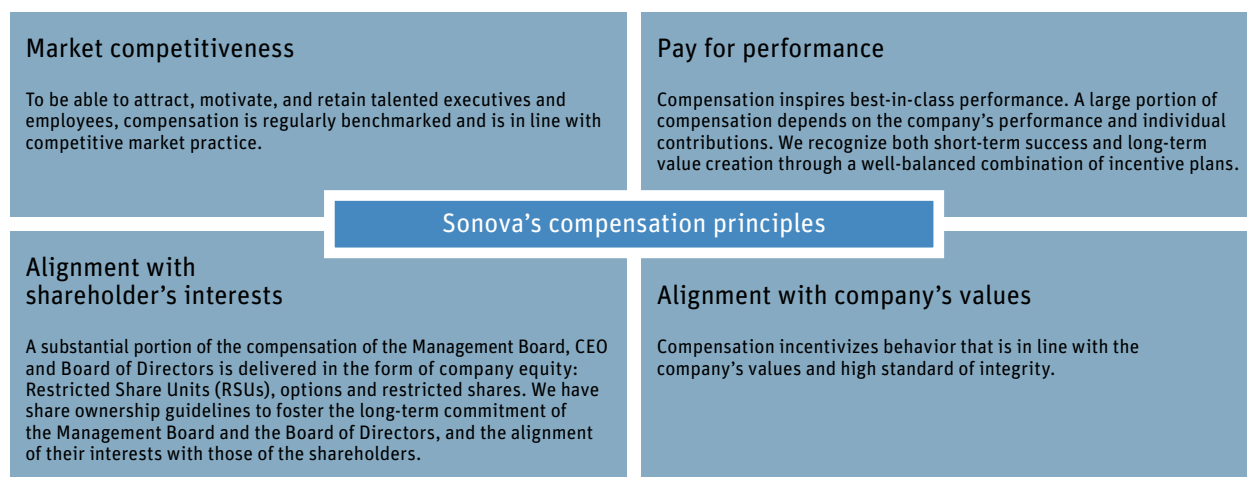 Market competitiveness
To be able to attract, motivate, and retain talented executives and
employees, compensation is regularly benchmarked and is in line with
competitive market practice.
Pay for performance
Compensation inspires best-in-class performance. A large portion of
compensation depends on the company’s performance and individual
contributions. We recognize both short-term success and long-term
value creation through a well-balanced combination of incentive plans.
Sonova’s compensation principles
Alignment with
shareholder’s interests
A substantial portion of the compensation of the Management Board, CEO
and Board of Directors is delivered in the form of company equity:
Restricted Share Units (RSUs), options and restricted shares. We have
share ownership guidelines to foster the long-term commitment of
the Management Board and the Board of Directors, and the alignment
of their interests with those of the shareholders.
Alignment with company’s values
Compensation incentivizes behavior that is in line with the
company’s values and high standard of integrity.